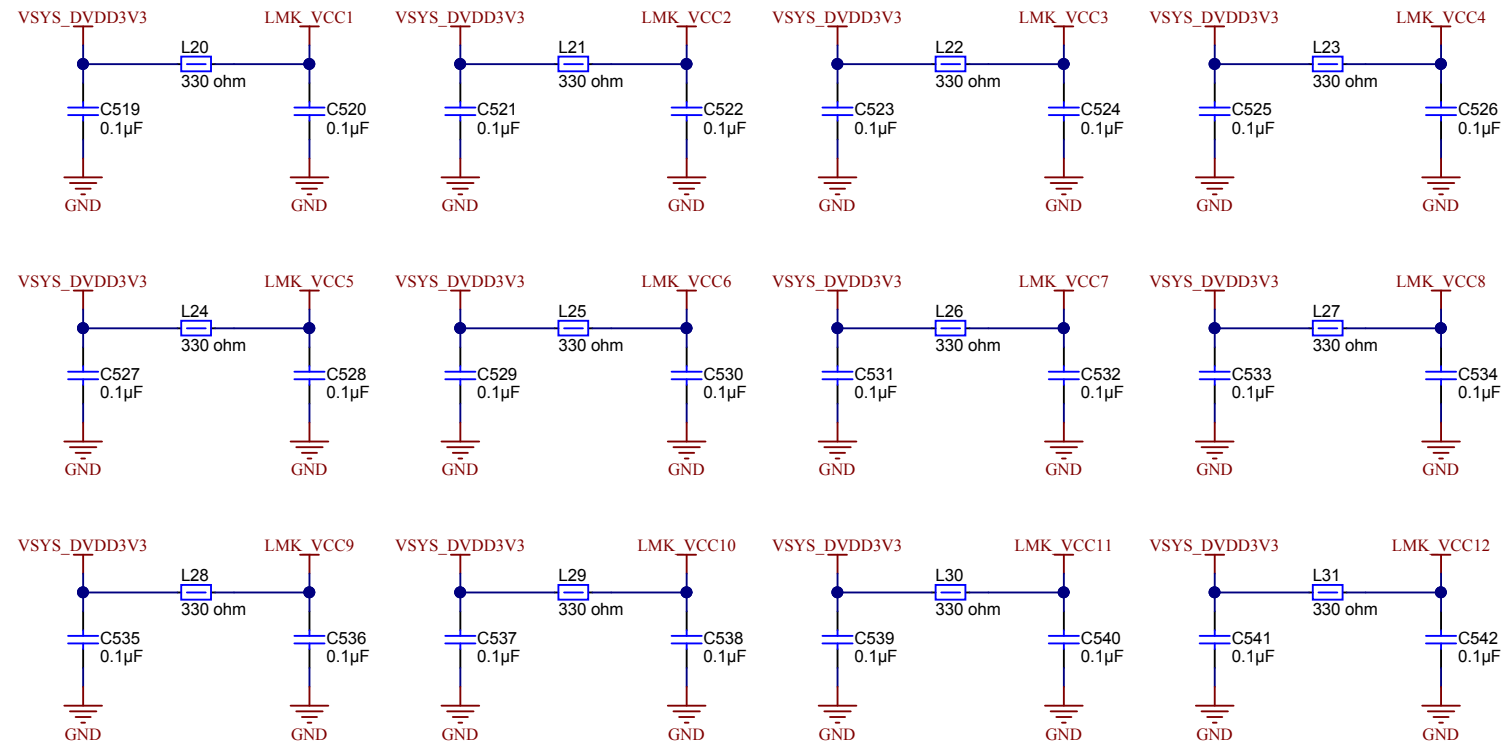 VSYS_DVDD3V3 LMK_VCC1 VSYS_DVDD3V3 LMK_VCC2 VSYS_DVDD3V3 LMK_VCC3 VSYS_DVDD3V3 LMK_VCC4
L20 L21 L22 L23
330 ohm 330 ohm 330 ohm 330 ohm
C519 C520 C521 C522 C523 C524 C525 C526
0.1µF 0.1µF 0.1µF 0.1µF 0.1µF 0.1µF 0.1µF 0.1µF
GND GND GND GND GND GND GND GND
VSYS_DVDD3V3 LMK_VCC5 VSYS_DVDD3V3 LMK_VCC6 VSYS_DVDD3V3 LMK_VCC7 VSYS_DVDD3V3 LMK_VCC8
L24 L25 L26 L27
330 ohm 330 ohm 330 ohm 330 ohm
C527 C528 C529 C530 C531 C532 C533 C534
0.1µF 0.1µF 0.1µF 0.1µF 0.1µF 0.1µF 0.1µF 0.1µF
GND GND GND GND GND GND GND GND
VSYS_DVDD3V3 LMK_VCC9 VSYS_DVDD3V3 LMK_VCC10 VSYS_DVDD3V3 LMK_VCC11 VSYS_DVDD3V3 LMK_VCC12
L28 L29 L30 L31
330 ohm 330 ohm 330 ohm 330 ohm
C535 C536 C537 C538 C539 C540 C541 C542
0.1µF 0.1µF 0.1µF 0.1µF 0.1µF 0.1µF 0.1µF 0.1µF
GND GND GND GND GND GND GND GND